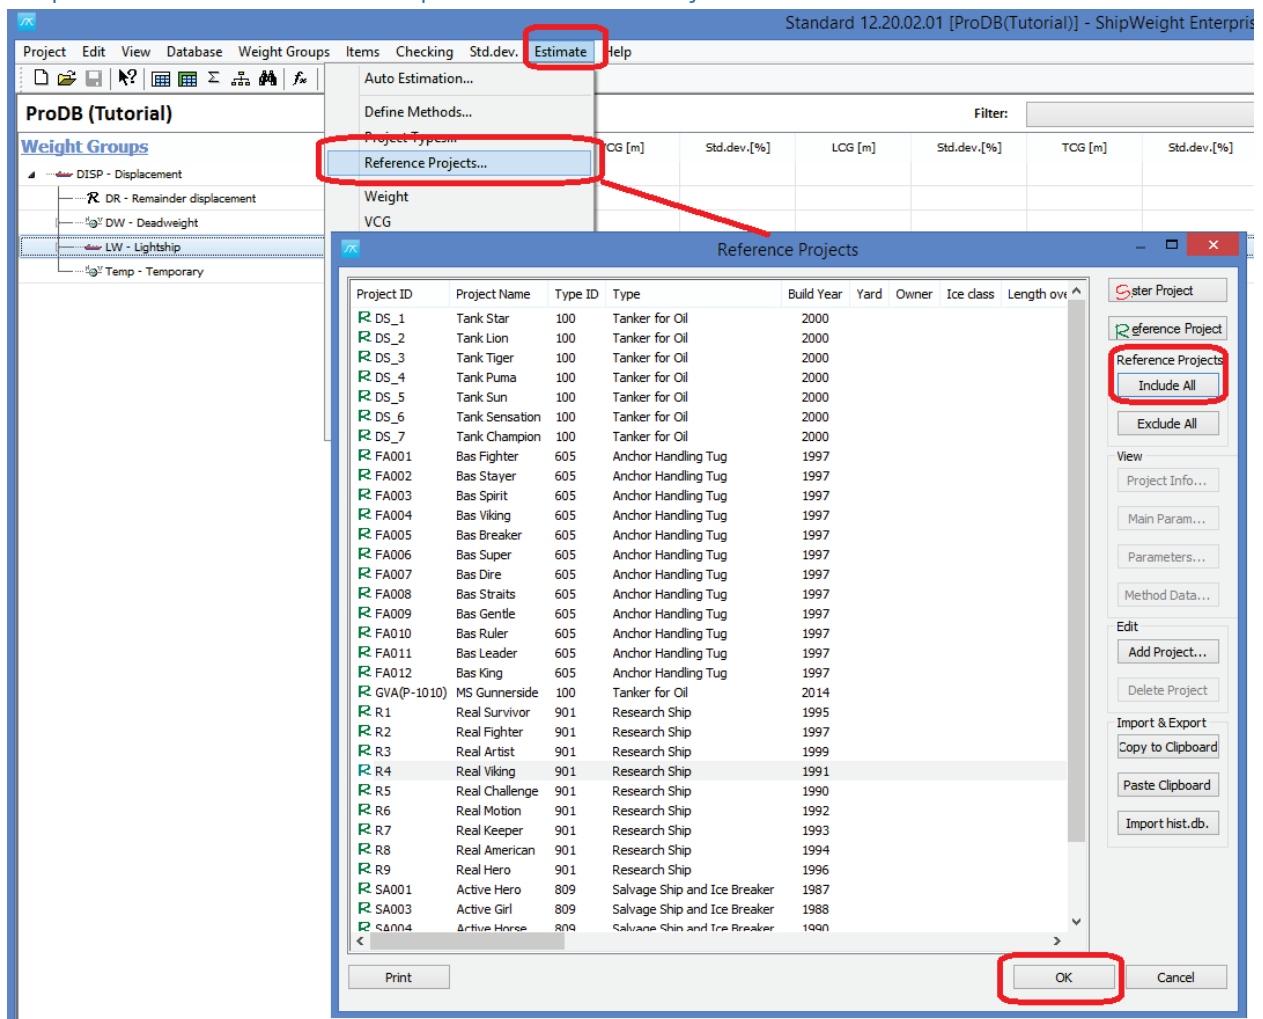 Standard 12.20.02.01 [ProDB(Tutorial)] - ShipWeight Enterpris
Project Edit View Database Weight Groups Items Checking Std.dev. Estimate Help
Auto Estimation...
ProDB (Tutorial)
Define Methods...
Filter:
Project Types...
Weight Groups
VCG [m] Std.dev.[%] LCG [m] Std.dev.[%] TCG [m] Std.dev.[%]
Reference Projects...
DISP - Displacement
R DR - Remainder displacement
Weight
DW - Deadweight
VCG
LW - Lightship
Temp - Temporary
Reference Projects
Project ID Project Name Type ID Type Build Year Yard Owner Ice class Length ove
R DS_1 Tank Star 100 Tanker for Oil 2000
R DS_2 Tank Lion 100 Tanker for Oil 2000
R DS_3 Tank Tiger 100 Tanker for Oil 2000
R DS_4 Tank Puma 100 Tanker for Oil 2000
R DS_5 Tank Sun 100 Tanker for Oil 2000
R DS_6 Tank Sensation 100 Tanker for Oil 2000
R DS_7 Tank Champion 100 Tanker for Oil 2000
R FA001 Bas Fighter 605 Anchor Handling Tug 1997
R FA002 Bas Stayer 605 Anchor Handling Tug 1997
R FA003 Bas Spirit 605 Anchor Handling Tug 1997
R FA004 Bas Viking 605 Anchor Handling Tug 1997
R FA005 Bas Breaker 605 Anchor Handling Tug 1997
R FA006 Bas Super 605 Anchor Handling Tug 1997
R FA007 Bas Dire 605 Anchor Handling Tug 1997
R FA008 Bas Straits 605 Anchor Handling Tug 1997
R FA009 Bas Gentle 605 Anchor Handling Tug 1997
R FA010 Bas Ruler 605 Anchor Handling Tug 1997
R FA011 Bas Leader 605 Anchor Handling Tug 1997
R FA012 Bas King 605 Anchor Handling Tug 1997
R GVA(P-1010) MS Gunnerside 100 Tanker for Oil 2014
R R1 Real Survivor 901 Research Ship 1995
R R2 Real Fighter 901 Research Ship 1997
R R3 Real Artist 901 Research Ship 1999
R R4 Real Viking 901 Research Ship 1991
R R5 Real Challenge 901 Research Ship 1990
R R6 Real Motion 901 Research Ship 1992
R R7 Real Keeper 901 Research Ship 1993
R R8 Real American 901 Research Ship 1994
R R9 Real Hero 901 Research Ship 1996
R SA001 Active Hero 809 Salvage Ship and Ice Breaker 1987
R SA003 Active Girl 809 Salvage Ship and Ice Breaker 1988
R SA004 Active Horse 809 Salvage Ship and Ice Breaker 1990
Sister Project
Reference Project
Reference Projects
Include All
Exclude All
View
Project Info...
Main Param...
Parameters...
Method Data...
Edit
Add Project...
Delete Project
Import & Export
Copy to Clipboard
Paste Clipboard
Import hist.db.
Print OK Cancel